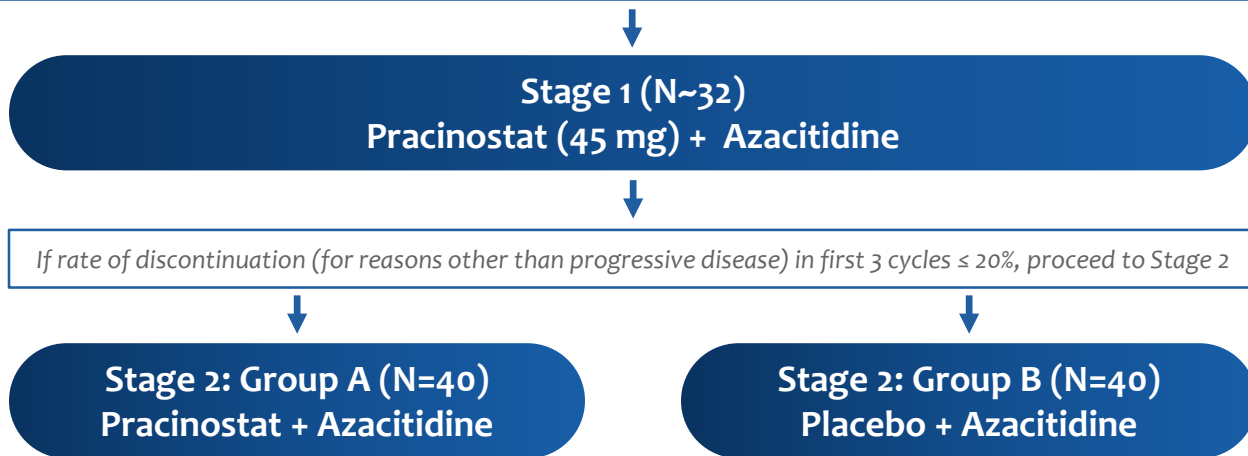 Stage 1 (N~32)
Pracinostat (45 mg) + Azacitidine
If rate of discontinuation (for reasons other than progressive disease) in first 3 cycles ≤ 20%, proceed to Stage 2
Stage 2: Group A (N=40)
Pracinostat + Azacitidine
Stage 2: Group B (N=40)
Placebo + Azacitidine